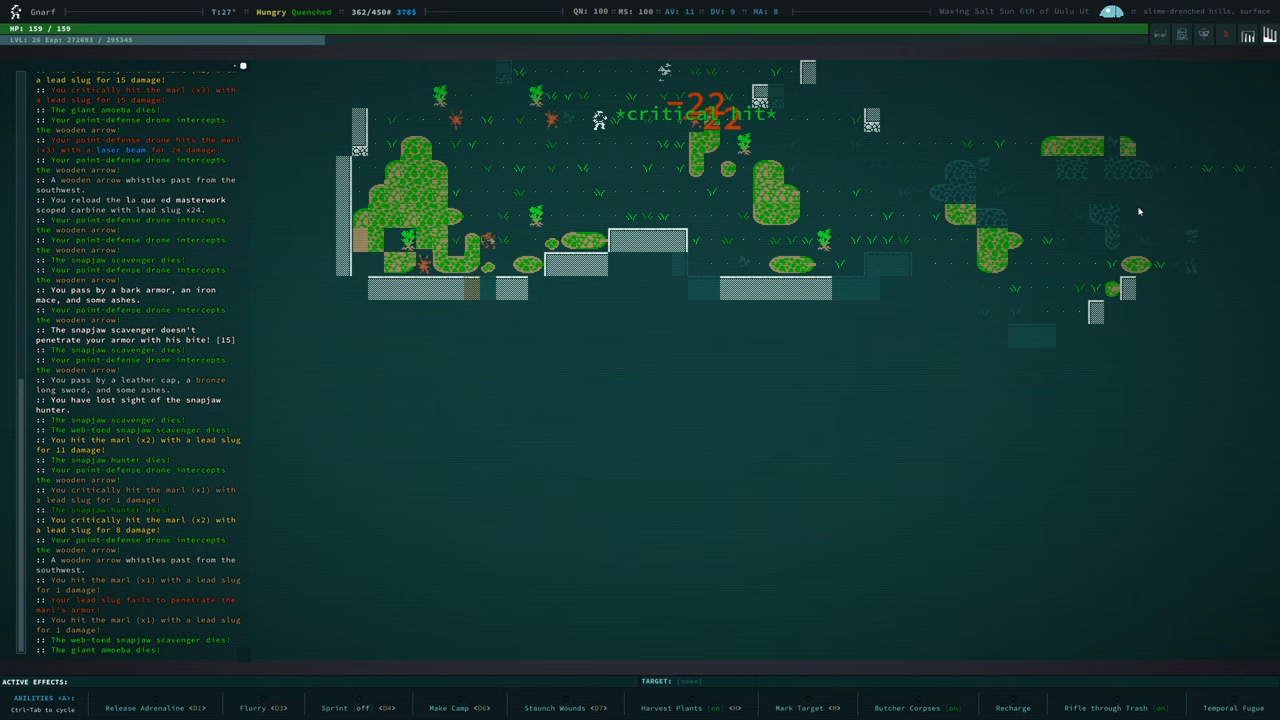 Gnarf
T:27° Hungry Quenched 362/450# 378$ QN: 100 MS: 100 AV: 11 DV: 9 MA: 8 Waxing Salt Sun 6th of Uulu Ut slime-drenched hills, surface
HP: 159 / 159
LVL: 26 Exp: 272693 / 295345
a lead slug for 15 damage!
:: You critically hit the marl (x3) with
a lead slug for 15 damage!
:: The giant amoeba dies!
:: Your point-defense drone intercepts
the wooden arrow!
:: Your point-defense drone hits the marl
(x3) with a laser beam for 24 damage!
:: Your point-defense drone intercepts
the wooden arrow!
:: A wooden arrow whistles past from the
southwest.
:: You reload the la que ed masterwork
scoped carbine with lead slug x24.
:: Your point-defense drone intercepts
the wooden arrow!
:: Your point-defense drone intercepts
the wooden arrow!
:: The snapjaw scavenger dies!
:: Your point-defense drone intercepts
the wooden arrow!
:: You pass by a bark armor, an iron
mace, and some ashes.
:: Your point-defense drone intercepts
the wooden arrow!
:: The snapjaw scavenger doesn't
penetrate your armor with his bite! [15]
:: The snapjaw scavenger dies!
:: Your point-defense drone intercepts
the wooden arrow!
:: You pass by a leather cap, a bronze
long sword, and some ashes.
:: You have lost sight of the snapjaw
hunter.
:: The snapjaw scavenger dies!
:: The web-toed snapjaw scavenger dies!
:: You hit the marl (x2) with a lead slug
for 11 damage!
:: The snapjaw hunter dies!
:: Your point-defense drone intercepts
the wooden arrow!
:: You critically hit the marl (x1) with
a lead slug for 1 damage!
:: The snapjaw hunter dies!
:: You critically hit the marl (x2) with
a lead slug for 8 damage!
:: Your point-defense drone intercepts
the wooden arrow!
:: A wooden arrow whistles past from the
southwest.
:: You hit the marl (x1) with a lead slug
for 1 damage!
:: Your lead slug fails to penetrate the
marl's armor!
:: You hit the marl (x1) with a lead slug
for 1 damage!
:: The web-toed snapjaw scavenger dies!
:: The giant amoeba dies!
-22
*critical hit*
22
ACTIVE EFFECTS:
TARGET: [none]
ABILITIES <A>:
Ctrl-Tab to cycle
Release Adrenaline <D1> Flurry <D3> Sprint [off] <D4> Make Camp <D6> Staunch Wounds <D7> Harvest Plants [on] <H> Mark Target <M> Butcher Corpses [on] Recharge Rifle through Trash [on] Temporal Fugue